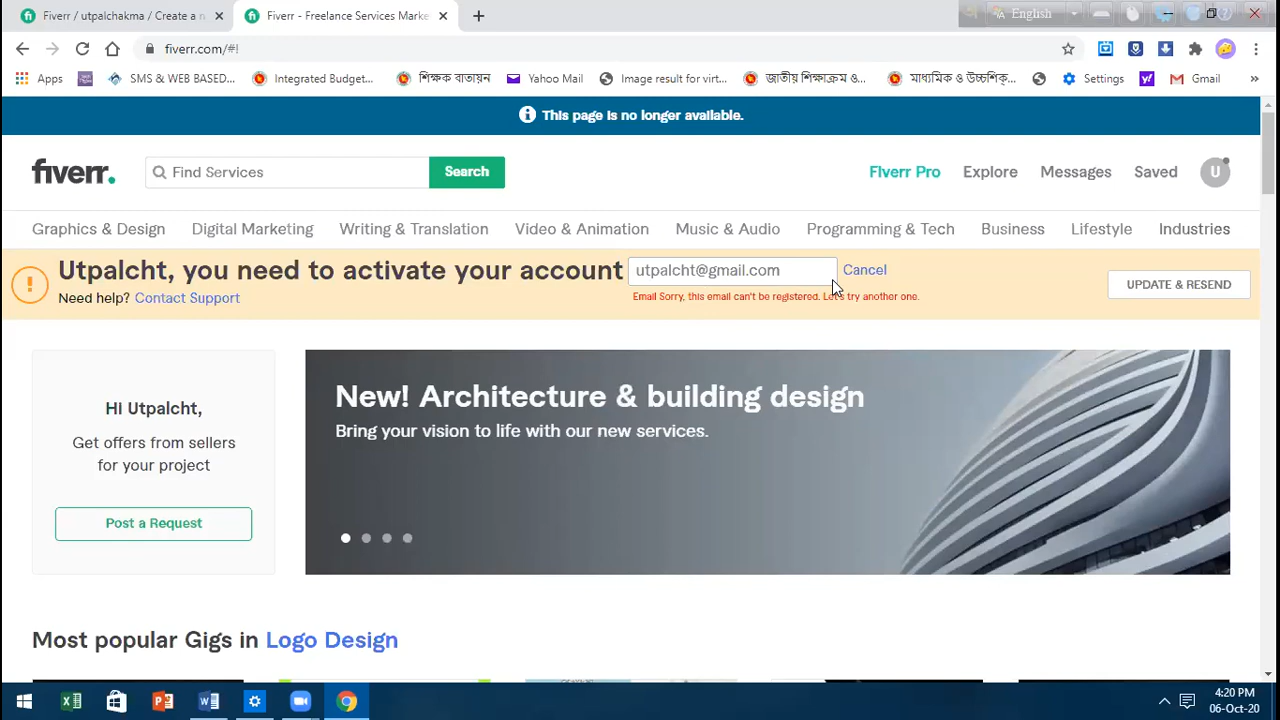 Fiverr / utpalchakma / Create a n
Fiverr - Freelance Services Marke
English
fiverr.com/#!
Apps
SMS & WEB BASED...
Integrated Budget...
শিক্ষক বাতায়ন
Yahoo Mail
Image result for virt...
জাতীয় শিক্ষাক্রম ও...
মাধ্যমিক ও উচ্চশিক্...
Settings
Gmail
This page is no longer available.
fiverr.
Find Services
Search
Fiverr Pro
Explore
Messages
Saved
U
Graphics & Design
Digital Marketing
Writing & Translation
Video & Animation
Music & Audio
Programming & Tech
Business
Lifestyle
Industries
Utpalcht, you need to activate your account
utpalcht@gmail.com
Cancel
Need help? Contact Support
Email Sorry, this email can't be registered. Let's try another one.
UPDATE & RESEND
Hi Utpalcht,
Get offers from sellers
for your project
Post a Request
New! Architecture & building design
Bring your vision to life with our new services.
Most popular Gigs in Logo Design
4:20 PM
06-Oct-20